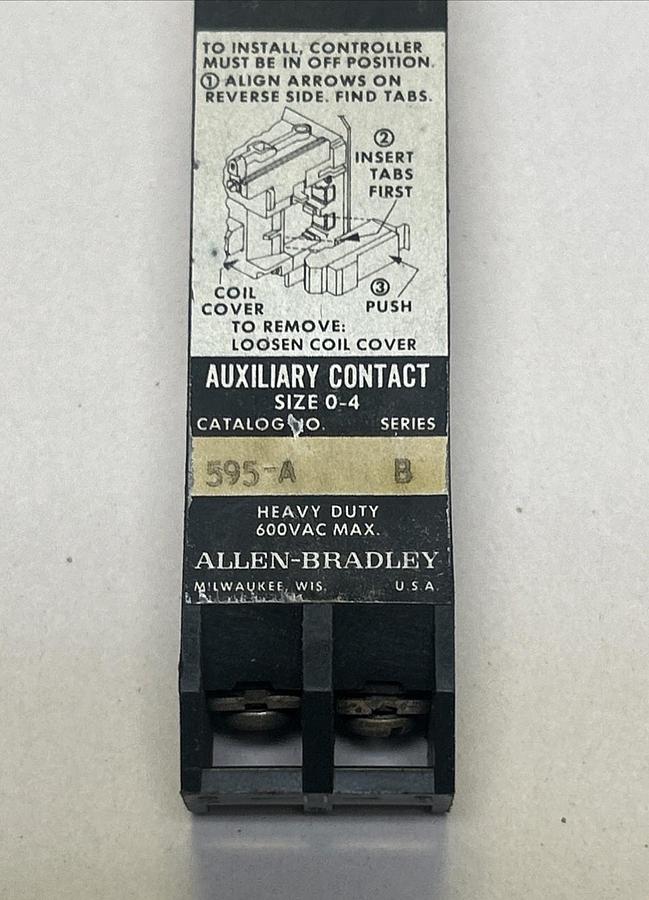 TO INSTALL, CONTROLLER
MUST BE IN OFF POSITION.
① ALIGN ARROWS ON
REVERSE SIDE. FIND TABS.
②
INSERT
TABS
FIRST
③
PUSH
COIL
COVER
TO REMOVE:
LOOSEN COIL COVER
AUXILIARY CONTACT
SIZE 0-4
CATALOG NO. SERIES
595-A B
HEAVY DUTY
600VAC MAX.
ALLEN-BRADLEY
MILWAUKEE, WIS. U.S.A.